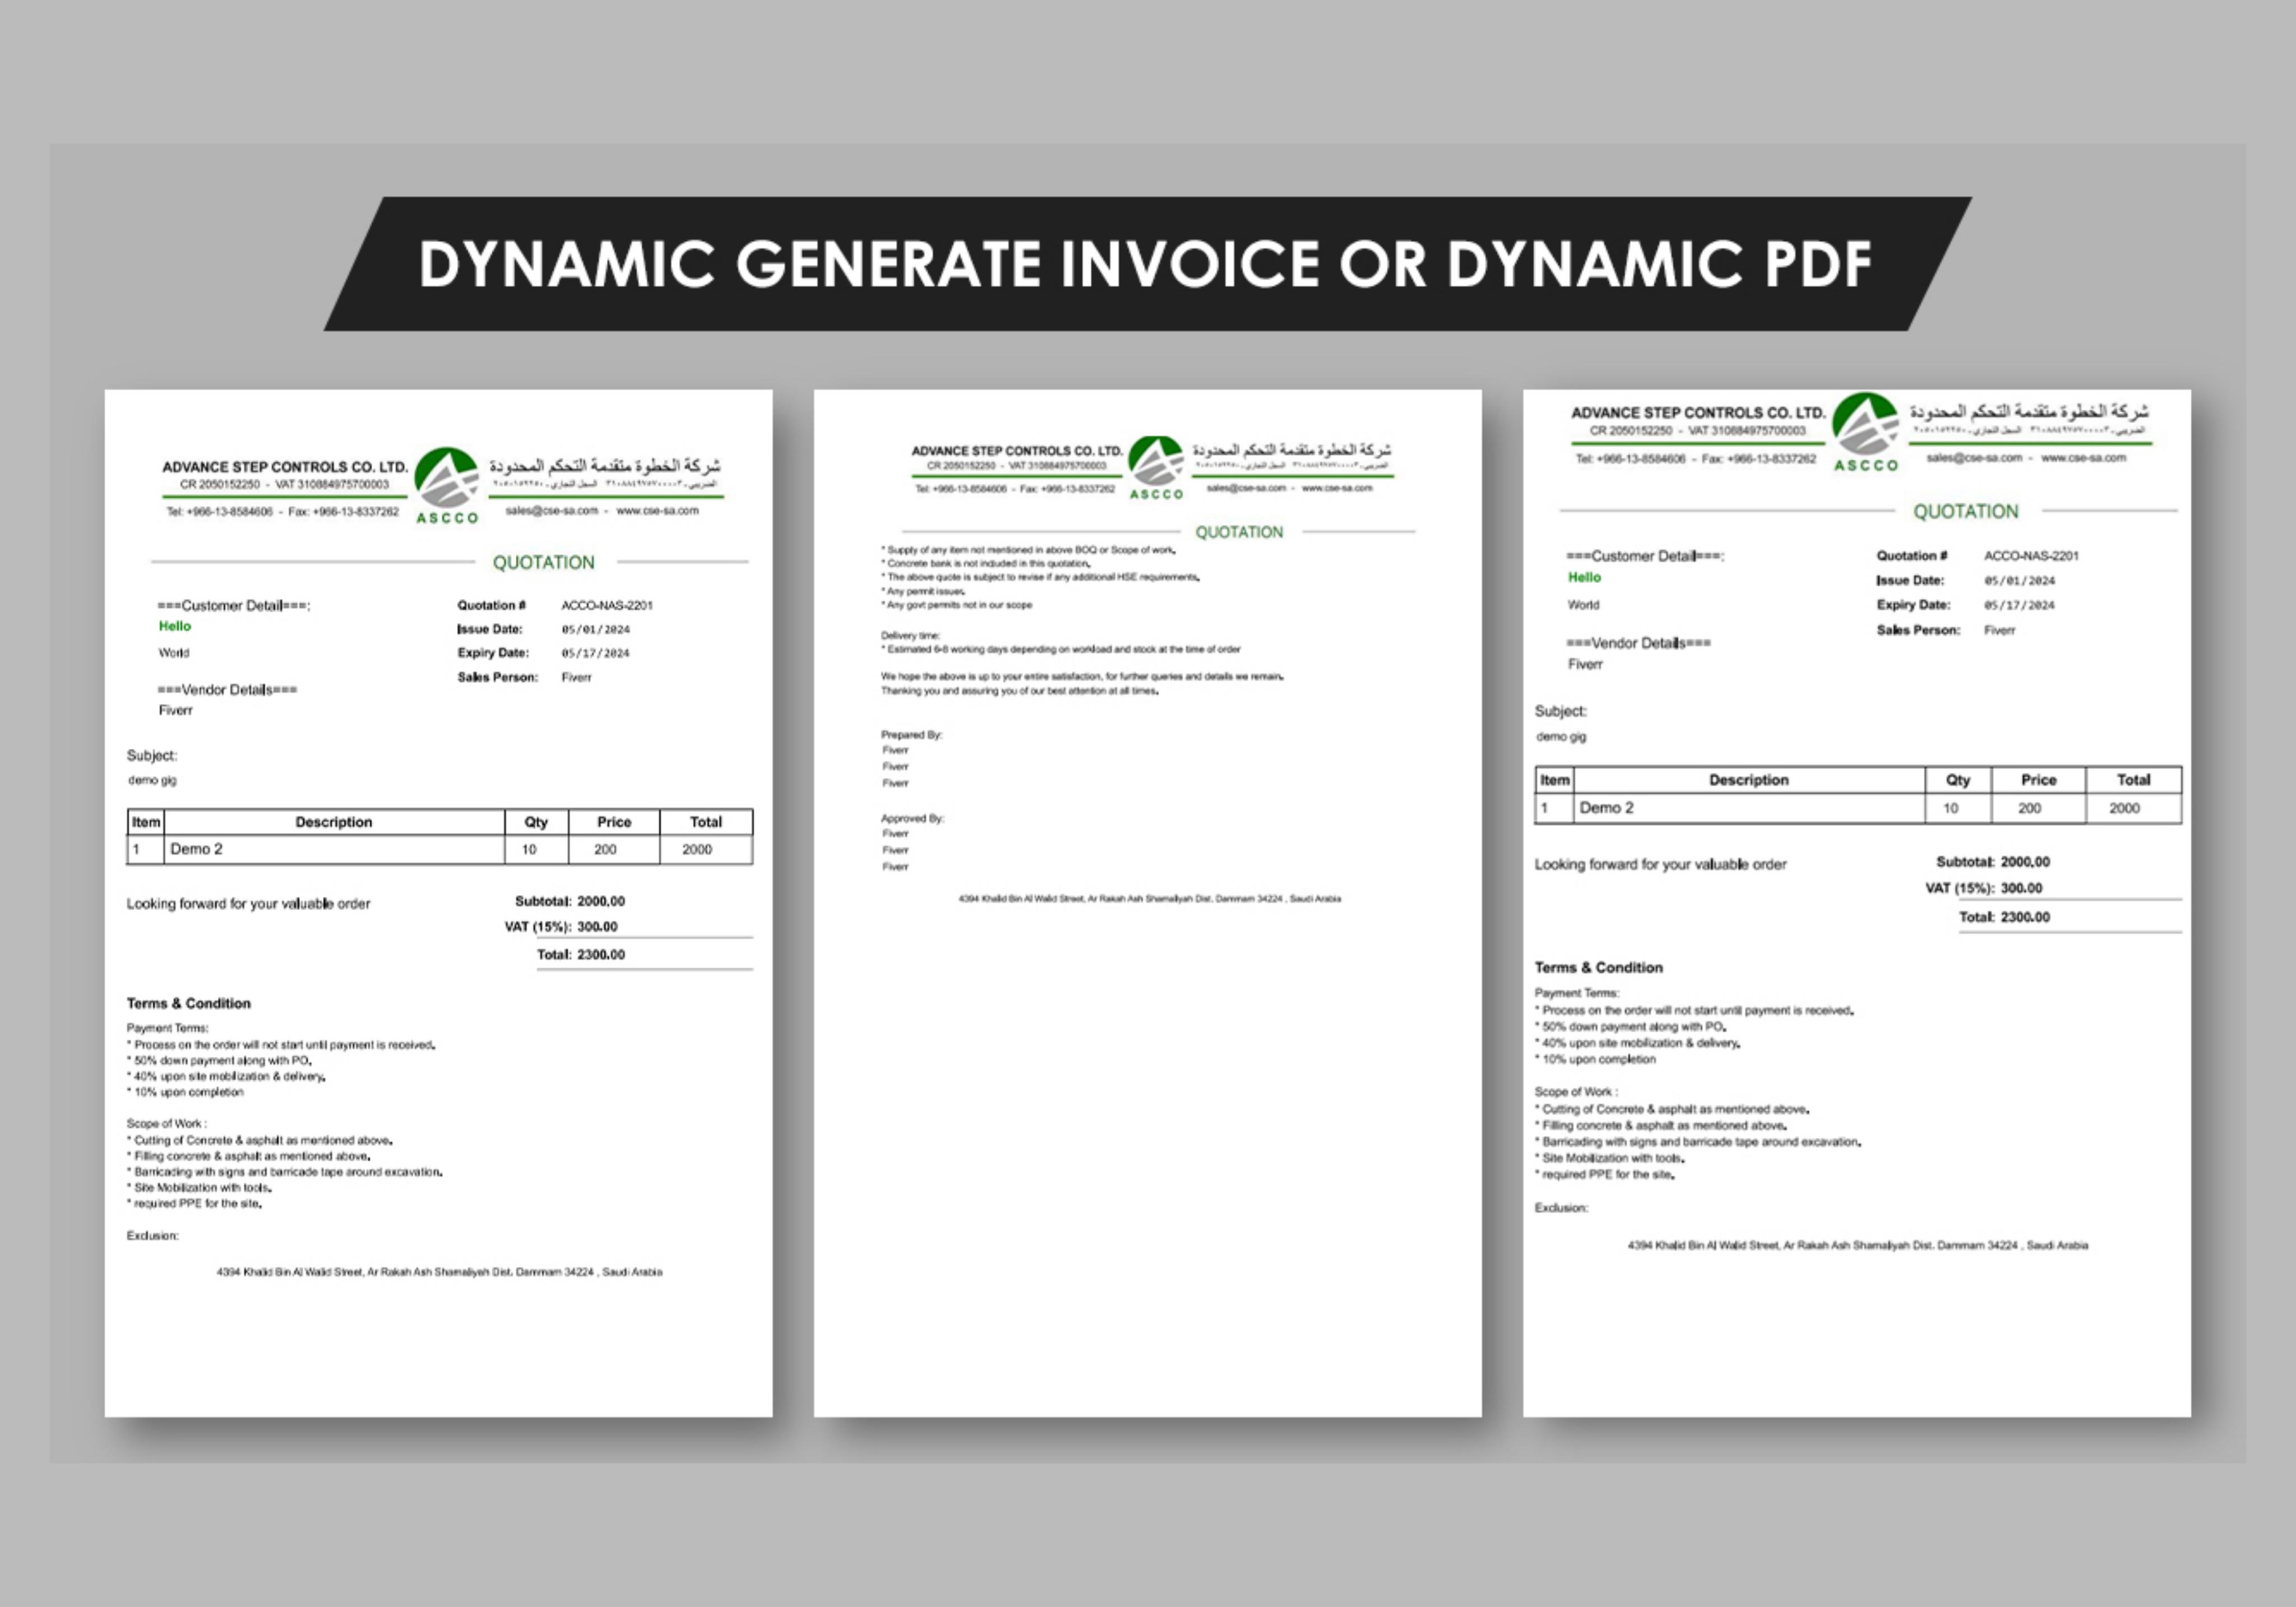 DYNAMIC GENERATE INVOICE OR DYNAMIC PDF
ADVANCE STEP CONTROLS CO. LTD.
CR 2050152250 - VAT 310884975700003
Tel: +966-13-8584606 - Fax: +966-13-8337262
ASCCO
شركة الخطوة متقدمة التحكم المحدودة
sales@cse-sa.com - www.cse-sa.com
QUOTATION
===Customer Detail===:
Hello
World
===Vendor Details===
Fiverr
Quotation # ACCO-NAS-2201
Issue Date: 05/01/2024
Expiry Date: 05/17/2024
Sales Person: Fiverr
Subject:
demo gig
Item Description Qty Price Total
1 Demo 2 10 200 2000
Looking forward for your valuable order
Subtotal: 2000.00
VAT (15%): 300.00
Total: 2300.00
Terms & Condition
Payment Terms:
* Process on the order will not start until payment is received.
* 50% down payment along with PO.
* 40% upon site mobilization & delivery.
* 10% upon completion
Scope of Work :
* Cutting of Concrete & asphalt as mentioned above.
* Filling concrete & asphalt as mentioned above.
* Barricading with signs and barricade tape around excavation.
* Site Mobilization with tools.
* required PPE for the site.
Exclusion:
4394 Khalid Bin Al Walid Street, Ar Rakah Ash Shamaliyah Dist. Dammam 34224 , Saudi Arabia
ADVANCE STEP CONTROLS CO. LTD.
CR 2050152250 - VAT 310884975700003
Tel: +966-13-8584606 - Fax: +966-13-8337262
ASCCO
شركة الخطوة متقدمة التحكم المحدودة
sales@cse-sa.com - www.cse-sa.com
QUOTATION
* Supply of any item not mentioned in above BOQ or Scope of work.
* Concrete bank is not included in this quotation.
* The above quote is subject to revise if any additional HSE requirements.
* Any permit issues.
* Any govt permits not in our scope
Delivery time:
* Estimated 6-8 working days depending on workload and stock at the time of order
We hope the above is up to your entire satisfaction, for further queries and details we remain.
Thanking you and assuring you of our best attention at all times.
Prepared By:
Fiverr
Fiverr
Fiverr
Approved By:
Fiverr
Fiverr
Fiverr
4394 Khalid Bin Al Walid Street, Ar Rakah Ash Shamaliyah Dist. Dammam 34224 , Saudi Arabia
ADVANCE STEP CONTROLS CO. LTD.
CR 2050152250 - VAT 310884975700003
Tel: +966-13-8584606 - Fax: +966-13-8337262
ASCCO
شركة الخطوة متقدمة التحكم المحدودة
sales@cse-sa.com - www.cse-sa.com
QUOTATION
===Customer Detail===:
Hello
World
===Vendor Details===
Fiverr
Quotation # ACCO-NAS-2201
Issue Date: 05/01/2024
Expiry Date: 05/17/2024
Sales Person: Fiverr
Subject:
demo gig
Item Description Qty Price Total
1 Demo 2 10 200 2000
Looking forward for your valuable order
Subtotal: 2000.00
VAT (15%): 300.00
Total: 2300.00
Terms & Condition
Payment Terms:
* Process on the order will not start until payment is received.
* 50% down payment along with PO.
* 40% upon site mobilization & delivery.
* 10% upon completion
Scope of Work :
* Cutting of Concrete & asphalt as mentioned above.
* Filling concrete & asphalt as mentioned above.
* Barricading with signs and barricade tape around excavation.
* Site Mobilization with tools.
* required PPE for the site.
Exclusion:
4394 Khalid Bin Al Walid Street, Ar Rakah Ash Shamaliyah Dist. Dammam 34224 , Saudi Arabia